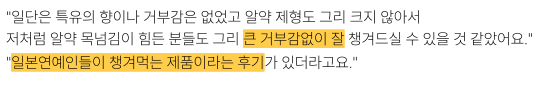 "일단은 특유의 향이나 거부감은 없었고 알약 제형도 그리 크지 않아서
저처럼 알약 목넘김이 힘든 분들도 그리 큰 거부감없이 잘 챙겨드실 수 있을 것 같았어요."
"일본연예인들이 챙겨먹는 제품이라는 후기가 있더라고요."